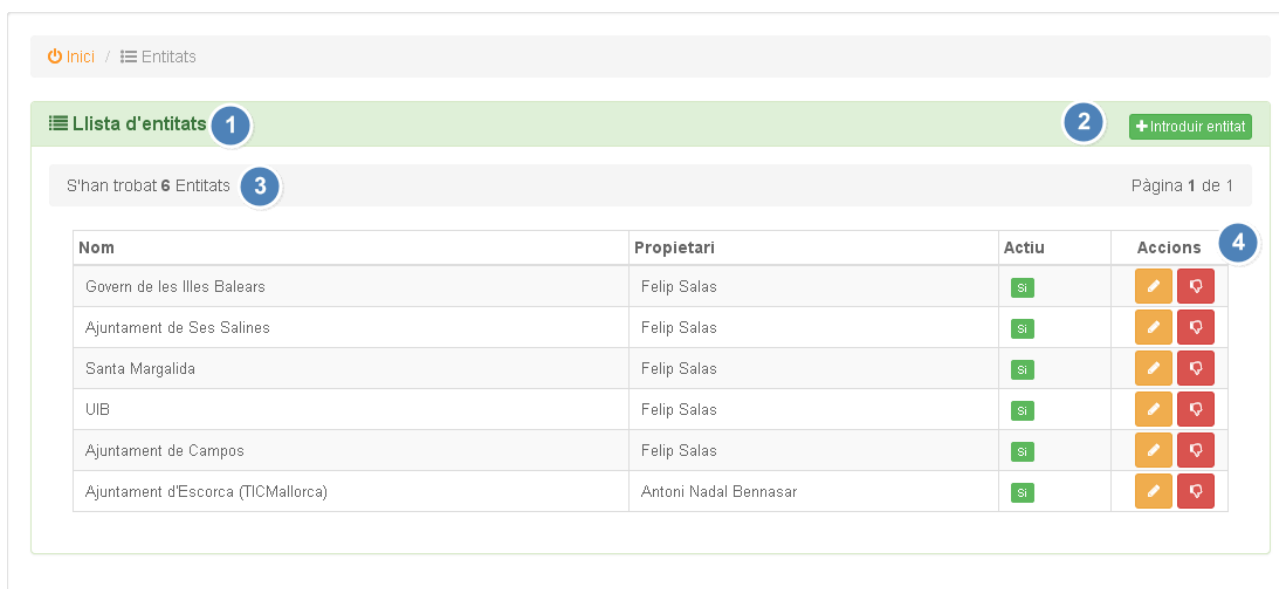 Inici / Entitats
Llista d'entitats 1 2 Introduir entitat
S'han trobat 6 Entitats 3 Pàgina 1 de 1
Nom Propietari Actiu Accions 4
Govern de les Illes Balears Felip Salas Si
Ajuntament de Ses Salines Felip Salas Si
Santa Margalida Felip Salas Si
UIB Felip Salas Si
Ajuntament de Campos Felip Salas Si
Ajuntament d'Escorca (TICMallorca) Antoni Nadal Bennasar Si